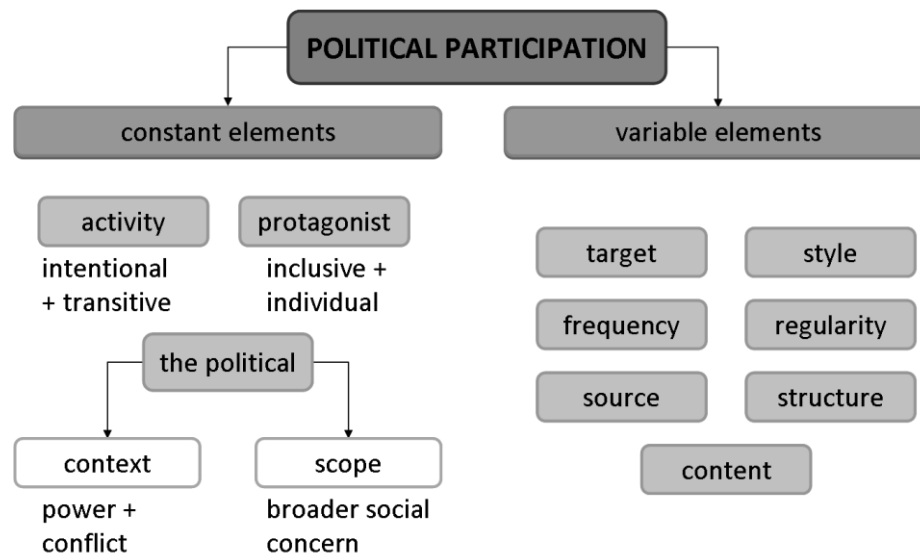 POLITICAL PARTICIPATION
constant elements
variable elements
activity
protagonist
intentional
+ transitive
inclusive +
individual
the political
context
scope
power +
conflict
broader social
concern
target
style
frequency
regularity
source
structure
content